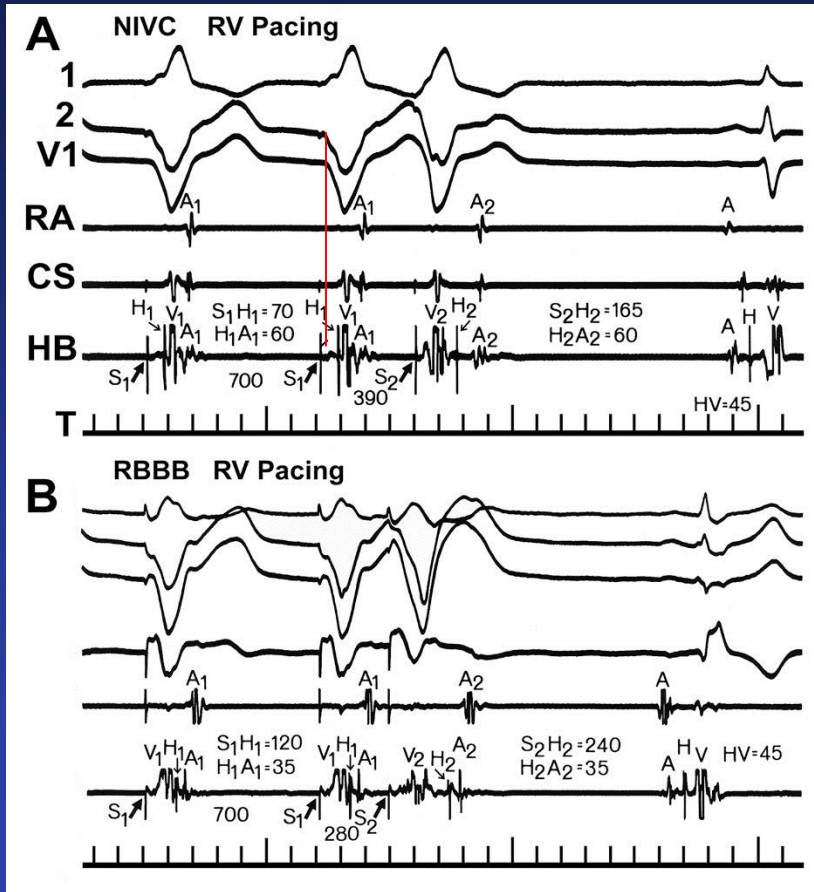 A NIVC RV Pacing
1
2
V1
RA A₁ A₁ A₂ A
CS
H₁ V₁ A₁ S₁H₁=70 H₁ V₁ A₁ V₂ H₂ S₂H₂=165 H V
HB H₁A₁=60 A₂ H₂A₂=60 A
S₁ 700 S₁ 390 S₂ HV=45
T
RBBB RV Pacing
B
A₁ A₁ A₂ A
V₁ H₁ A₁ S₁H₁=120 V₁ H₁ A₁ V₂ H₂ A₂ S₂H₂=240 A H V HV=45
H₁A₁=35 H₂A₂=35
S₁ 700 S₁ 280 S₂